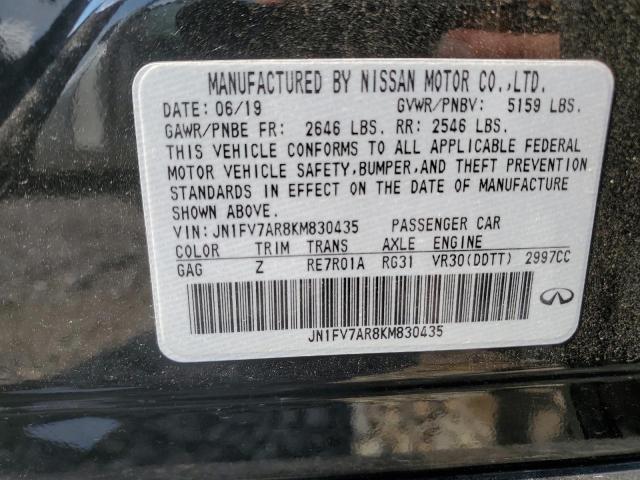 MANUFACTURED BY NISSAN MOTOR CO.,LTD.
DATE: 06/19 GVWR/PNBV: 5159 LBS.
GAWR/PNBE FR: 2646 LBS. RR: 2546 LBS.
THIS VEHICLE CONFORMS TO ALL APPLICABLE FEDERAL
MOTOR VEHICLE SAFETY, BUMPER, AND THEFT PREVENTION
STANDARDS IN EFFECT ON THE DATE OF MANUFACTURE
SHOWN ABOVE.
VIN: JN1FV7AR8KM830435 PASSENGER CAR
COLOR TRIM TRANS AXLE ENGINE
GAG Z RE7R01A RG31 VR30(DDTT) 2997CC
JN1FV7AR8KM830435